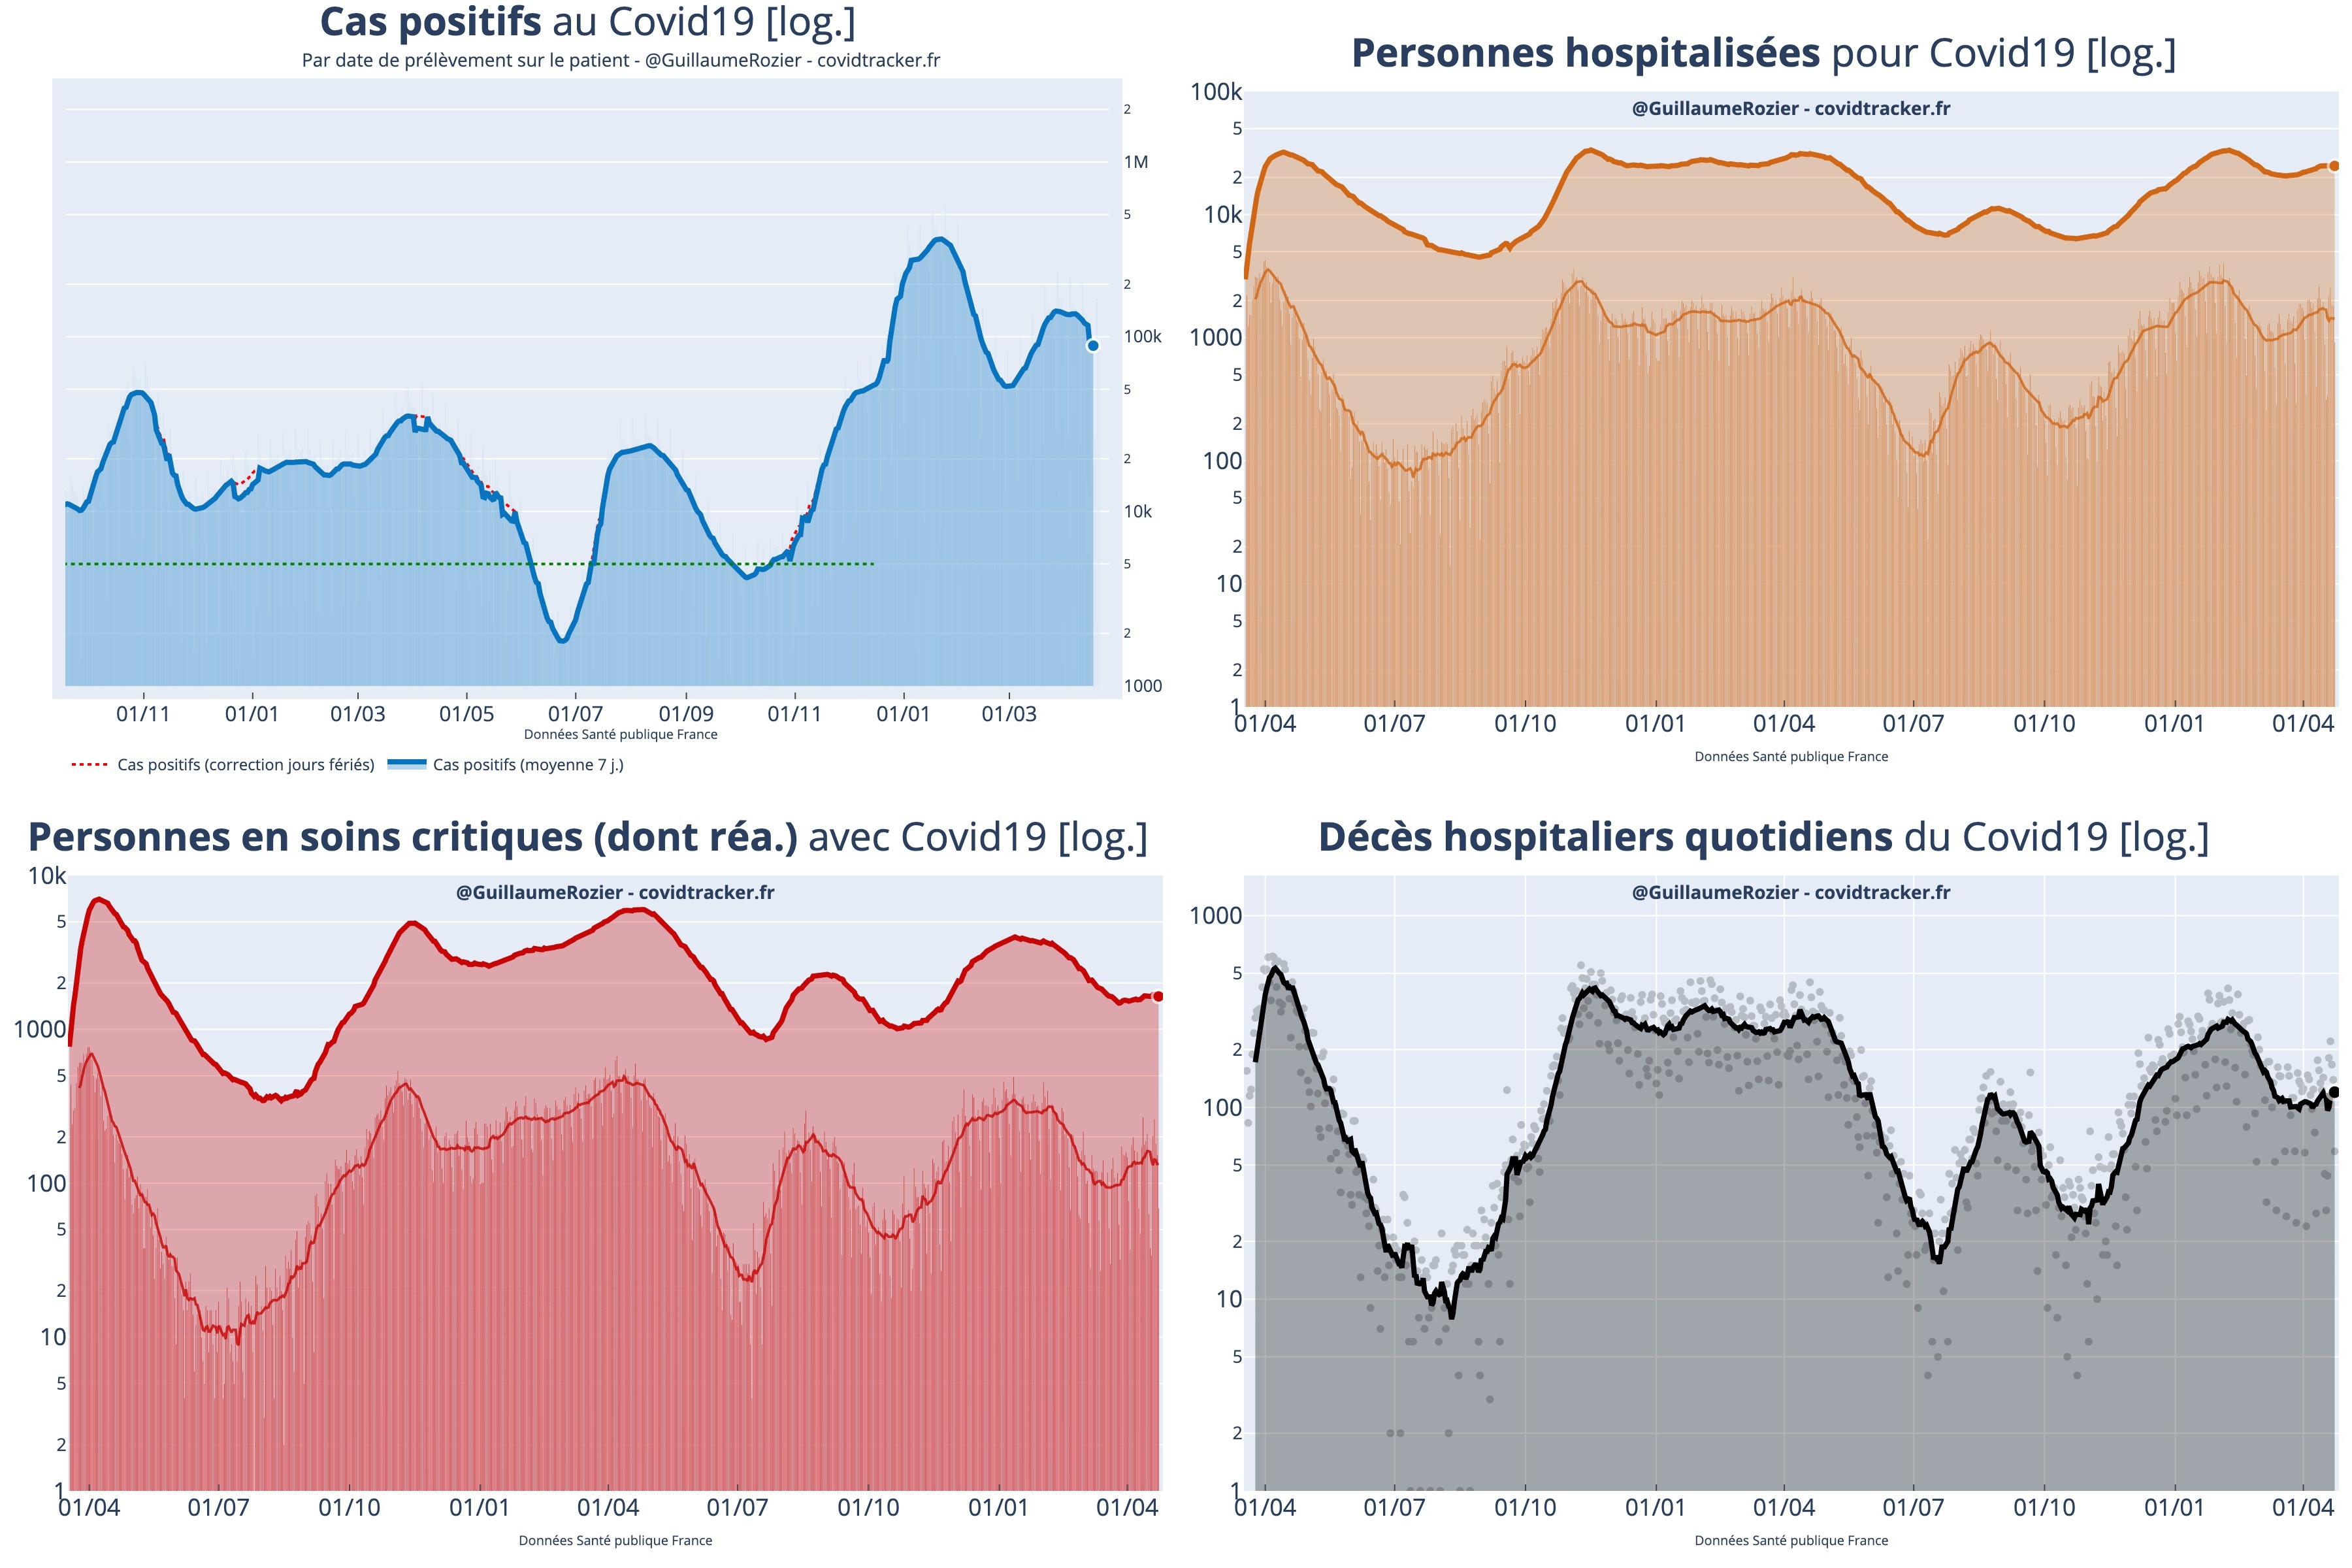 Cas positifs au Covid19 [log.]
Par date de prélèvement sur le patient - @GuillaumeRozier - covidtracker.fr
2
1M
5
2
100k
5
2
10k
5
2
1000
01/11 01/01 01/03 01/05 01/07 01/09 01/11 01/01 01/03
Données Santé publique France
Cas positifs (correction jours fériés) Cas positifs (moyenne 7 j.)
Personnes hospitalisées pour Covid19 [log.]
@GuillaumeRozier - covidtracker.fr
100k
5
2
10k
5
2
1000
5
2
100
5
2
10
5
2
1
01/04 01/07 01/10 01/01 01/04 01/07 01/10 01/01 01/04
Données Santé publique France
Personnes en soins critiques (dont réa.) avec Covid19 [log.]
@GuillaumeRozier - covidtracker.fr
10k
5
2
1000
5
2
100
5
2
10
5
2
1
01/04 01/07 01/10 01/01 01/04 01/07 01/10 01/01 01/04
Données Santé publique France
Décès hospitaliers quotidiens du Covid19 [log.]
@GuillaumeRozier - covidtracker.fr
1000
5
2
100
5
2
10
5
2
1
01/04 01/07 01/10 01/01 01/04 01/07 01/10 01/01 01/04
Données Santé publique France